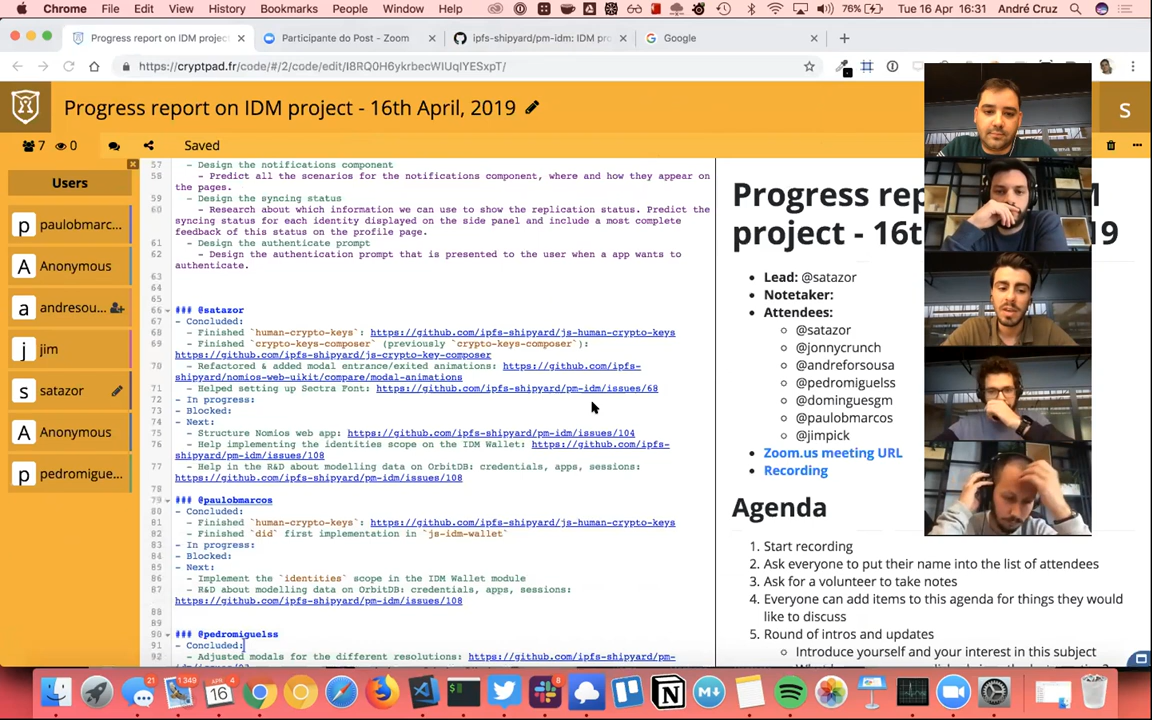 Chrome File Edit View History Bookmarks People Window Help 76% Tue 16 Apr 16:31 André Cruz
Progress report on IDM project
Participante do Post - Zoom
ipfs-shipyard/pm-idm: IDM pro
Google
https://cryptpad.fr/code/#/2/code/edit/I8RQ0H6ykrbecWIUqIYESxpT/
Progress report on IDM project - 16th April, 2019
S
7 0 Saved
Users
p paulobmarc...
A Anonymous
a andresou...
j jim
s satazor
A Anonymous
p pedromigue...
57 - Design the notifications component
58 - Predict all the scenarios for the notifications component, where and how they appear on
the pages.
59 - Design the syncing status
60 - Research about which information we can use to show the replication status. Predict the
syncing status for each identity displayed on the side panel and include a most complete
feedback of this status on the profile page.
61 - Design the authenticate prompt
62 - Design the authentication prompt that is presented to the user when a app wants to
authenticate.
63
64
65
66 ### @satazor
67 - Concluded:
68 - Finished `human-crypto-keys`: https://github.com/ipfs-shipyard/js-human-crypto-keys
69 - Finished `crypto-keys-composer` (previously `keys-composer`):
https://github.com/ipfs-shipyard/js-crypto-key-composer
70 - Refactored & added modal entrance/exited animations: https://github.com/ipfs-
shipyard/nomios-web-uikit/compare/modal-animations
71 - Helped setting up Sectra Font: https://github.com/ipfs-shipyard/pm-idm/issues/68
72 - In progress:
73 - Blocked:
74 - Next:
75 - Structure Nomios web app: https://github.com/ipfs-shipyard/pm-idm/issues/104
76 - Help implementing the identities scope on the IDM Wallet: https://github.com/ipfs-
shipyard/pm-idm/issues/108
77 - Help in the R&D about modelling data on OrbitDB: credentials, apps, sessions:
https://github.com/ipfs-shipyard/pm-idm/issues/108
78
79 ### @paulobmarcos
80 - Concluded:
81 - Finished `human-crypto-keys`: https://github.com/ipfs-shipyard/js-human-crypto-keys
82 - Finished `did` first implementation in `js-idm-wallet`
83 - In progress:
84 - Blocked:
85 - Next:
86 - Implement the `identities` scope in the IDM Wallet module
87 - R&D about modelling data on OrbitDB: credentials, apps, sessions:
https://github.com/ipfs-shipyard/pm-idm/issues/108
88
89
90 ### @pedromiguelss
91 - Concluded:
92 - Adjusted modals for the different resolutions: https://github.com/ipfs-shipyard/pm-
Progress rep
project - 16t 19
Lead: @satazor
Notetaker:
Attendees:
@satazor
@jonnycrunch
@andreforsousa
@pedromiguelss
@dominguesgm
@paulobmarcos
@jimpick
Zoom.us meeting URL
Recording
Agenda
1. Start recording
2. Ask everyone to put their name into the list of attendees
3. Ask for a volunteer to take notes
4. Everyone can add items to this agenda for things they would
like to discuss
5. Round of intros and updates
Introduce yourself and your interest in this subject
21 1349 APR 16 4 8